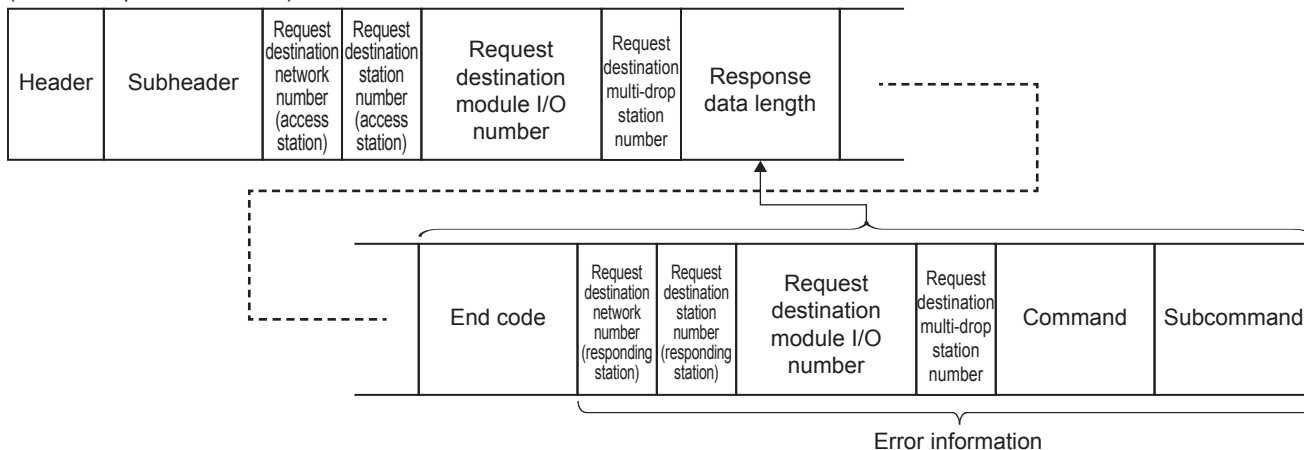 Header
Subheader
Request
destination
network
number
(access
station)
Request
destination
station
number
(access
station)
Request
destination
module I/O
number
Request
destination
multi-drop
station
number
Response
data length
End code
Request
destination
network
number
(responding
station)
Request
destination
station
number
(responding
station)
Request
destination
module I/O
number
Request
destination
multi-drop
station
number
Command
Subcommand
Error information